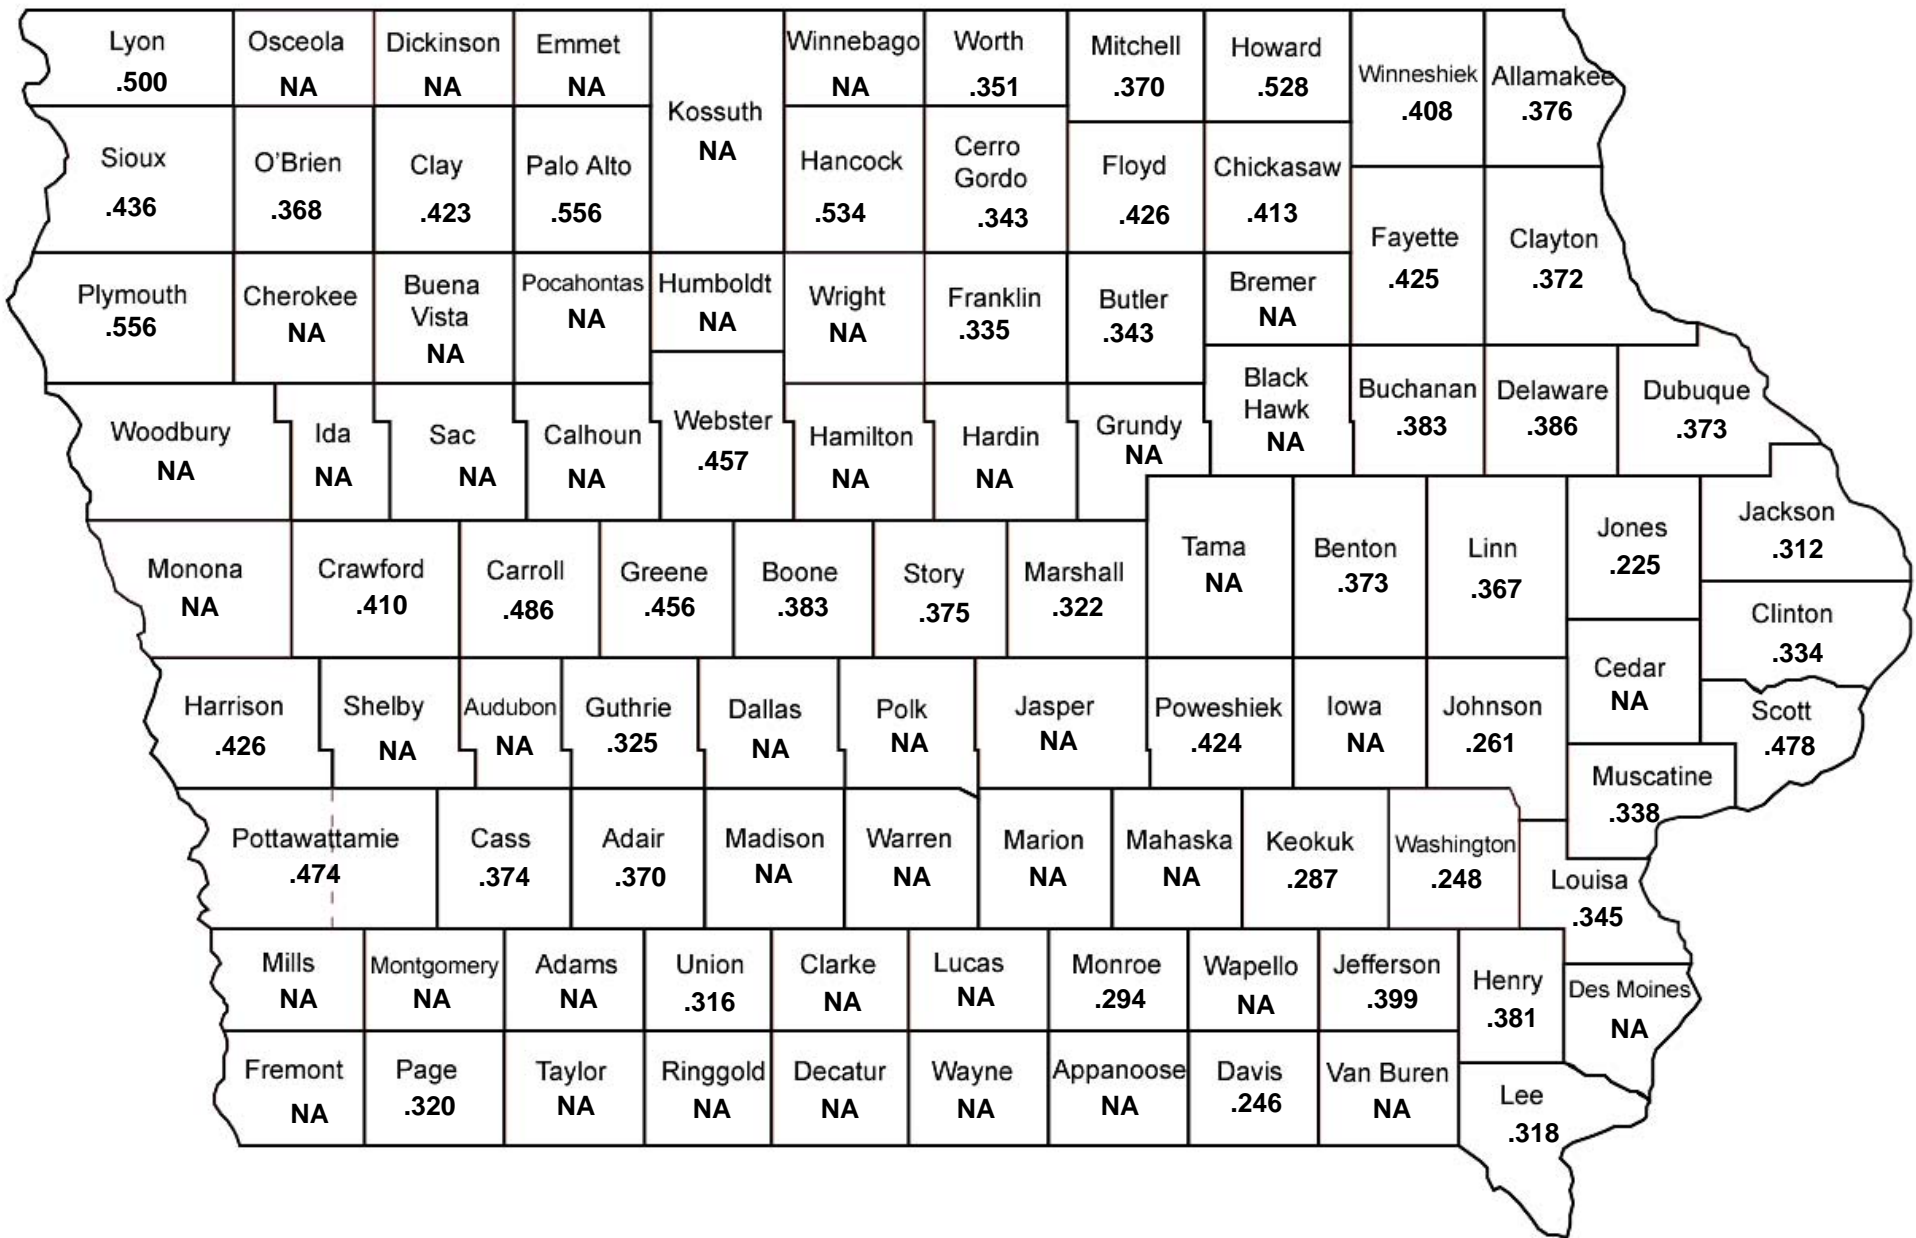 Lyon
.500
Osceola
NA
Dickinson
NA
Emmet
NA
Kossuth
NA
Winnebago
NA
Worth
.351
Mitchell
.370
Howard
.528
Winneshiek
.408
Allamakee
.376
Sioux
.436
O'Brien
.368
Clay
.423
Palo Alto
.556
Hancock
.534
Cerro
Gordo
.343
Floyd
.426
Chickasaw
.413
Fayette
.425
Clayton
.372
Plymouth
.556
Cherokee
NA
Buena
Vista
NA
Pocahontas
NA
Humboldt
NA
Wright
NA
Franklin
.335
Butler
.343
Bremer
NA
Woodbury
NA
Ida
NA
Sac
NA
Calhoun
NA
Webster
.457
Hamilton
NA
Hardin
NA
Grundy
NA
Black
Hawk
NA
Buchanan
.383
Delaware
.386
Dubuque
.373
Monona
NA
Crawford
.410
Carroll
.486
Greene
.456
Boone
.383
Story
.375
Marshall
.322
Tama
NA
Benton
.373
Linn
.367
Jones
.225
Jackson
.312
Clinton
.334
Harrison
.426
Shelby
NA
Audubon
NA
Guthrie
.325
Dallas
NA
Polk
NA
Jasper
NA
Poweshiek
.424
Iowa
NA
Johnson
.261
Cedar
NA
Scott
.478
Muscatine
.338
Pottawattamie
.474
Cass
.374
Adair
.370
Madison
NA
Warren
NA
Marion
NA
Mahaska
NA
Keokuk
.287
Washington
.248
Louisa
.345
Mills
NA
Montgomery
NA
Adams
NA
Union
.316
Clarke
NA
Lucas
NA
Monroe
.294
Wapello
NA
Jefferson
.399
Henry
.381
Des Moines
NA
Fremont
NA
Page
.320
Taylor
NA
Ringgold
NA
Decatur
NA
Wayne
NA
Appanoose
NA
Davis
.246
Van Buren
NA
Lee
.318